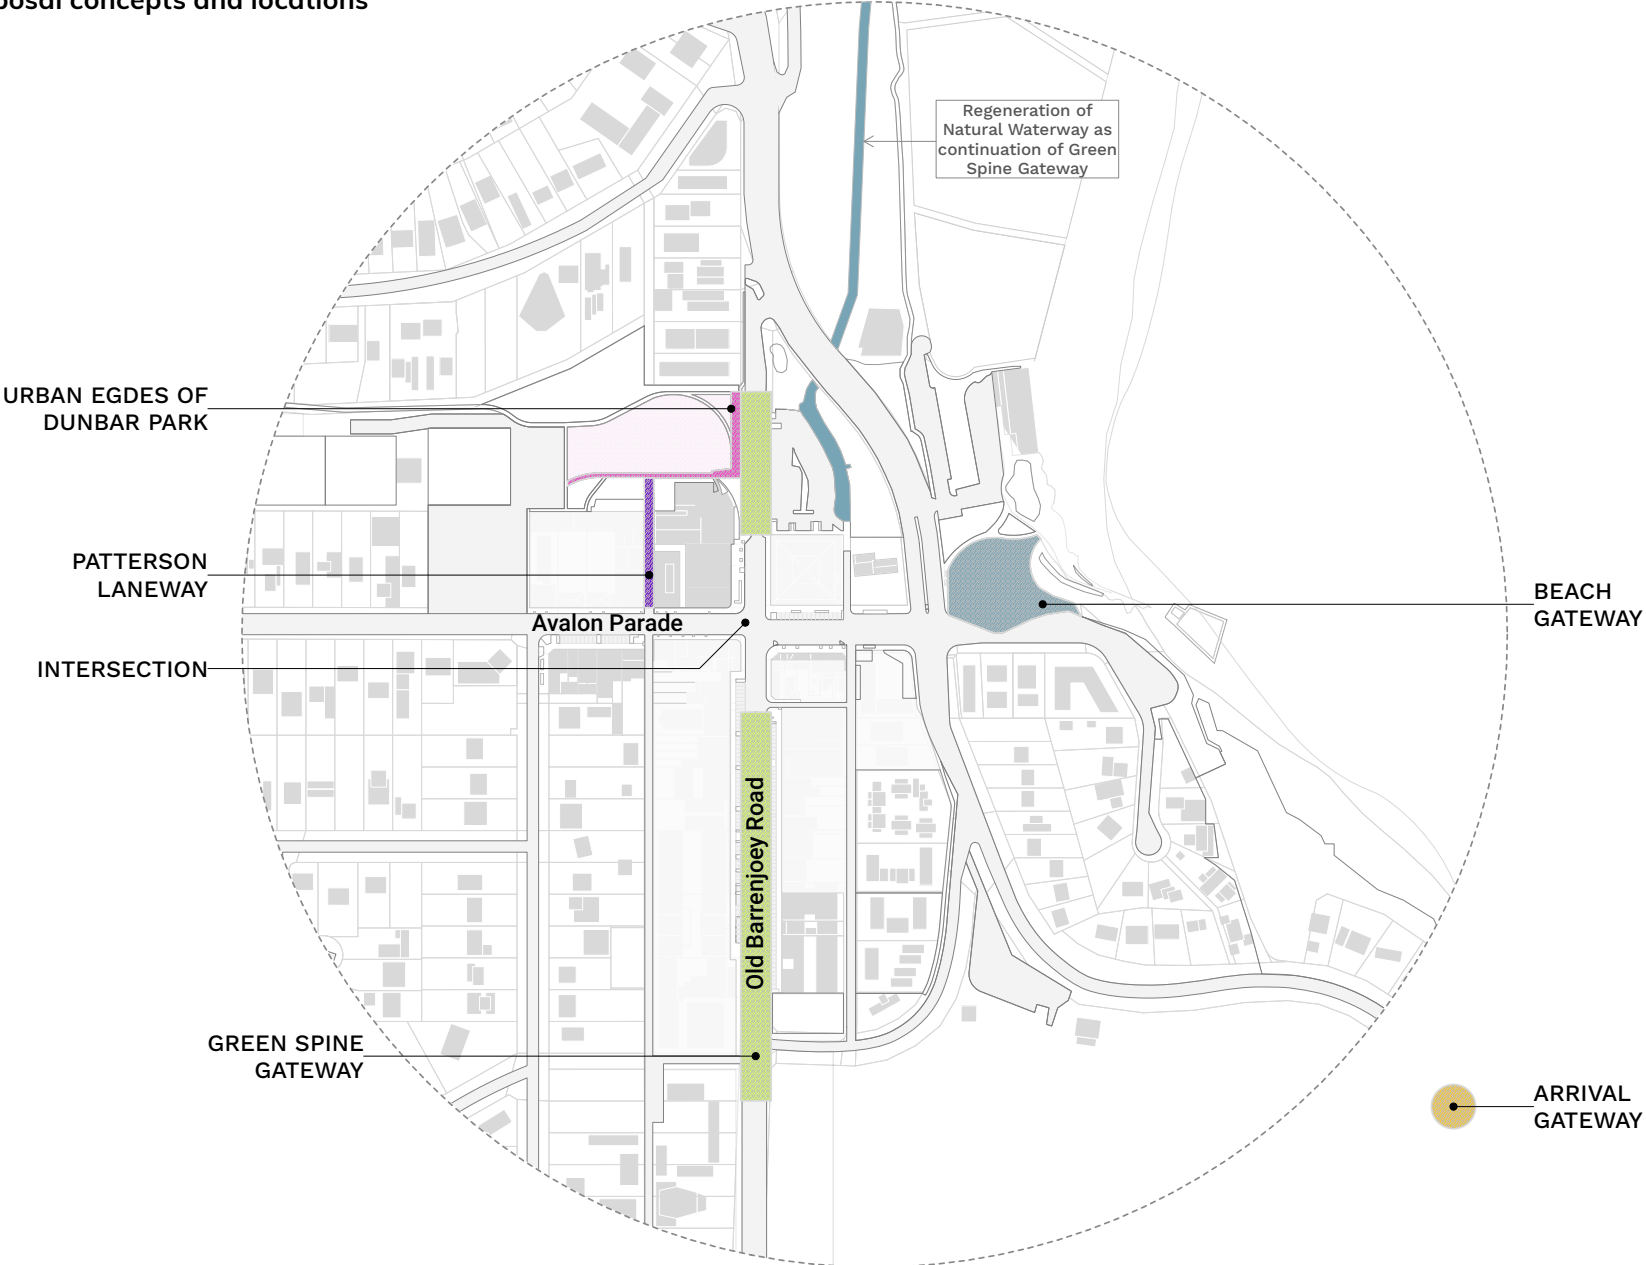 posal concepts and locations
Regeneration of
Natural Waterway as
continuation of Green
Spine Gateway
URBAN EGDES OF
DUNBAR PARK
PATTERSON
LANEWAY
BEACH
GATEWAY
Avalon Parade
INTERSECTION
Old Barrenjoey Road
GREEN SPINE
GATEWAY
ARRIVAL
GATEWAY